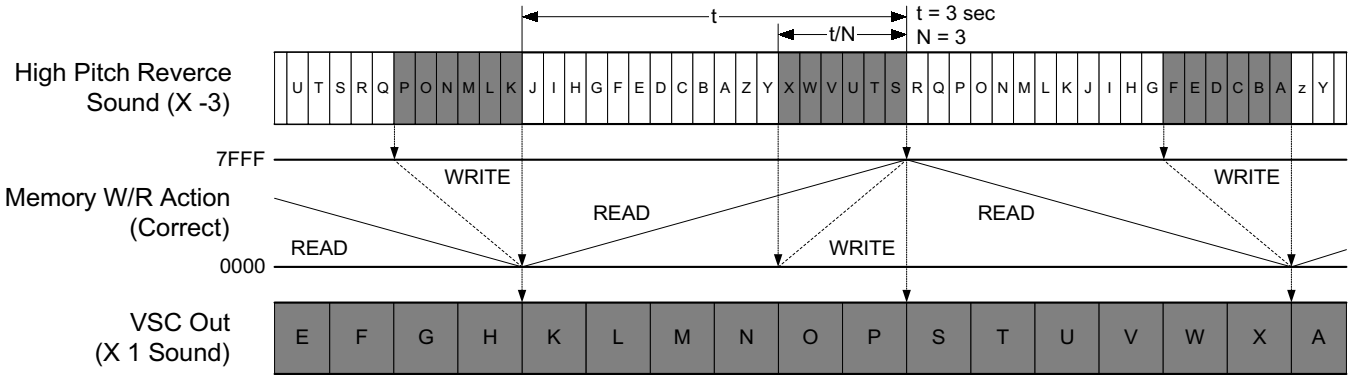 t
t = 3 sec
t/N
N = 3
High Pitch Reverce
Sound (X -3)
U T S R Q P O N M L K J I H G F E D C B A Z Y X W V U T S R Q P O N M L K J I H G F E D C B A z Y
7FFF
WRITE
WRITE
Memory W/R Action
(Correct)
READ
READ
READ
WRITE
0000
VSC Out
(X 1 Sound)
E F G H K L M N O P S T U V W X A